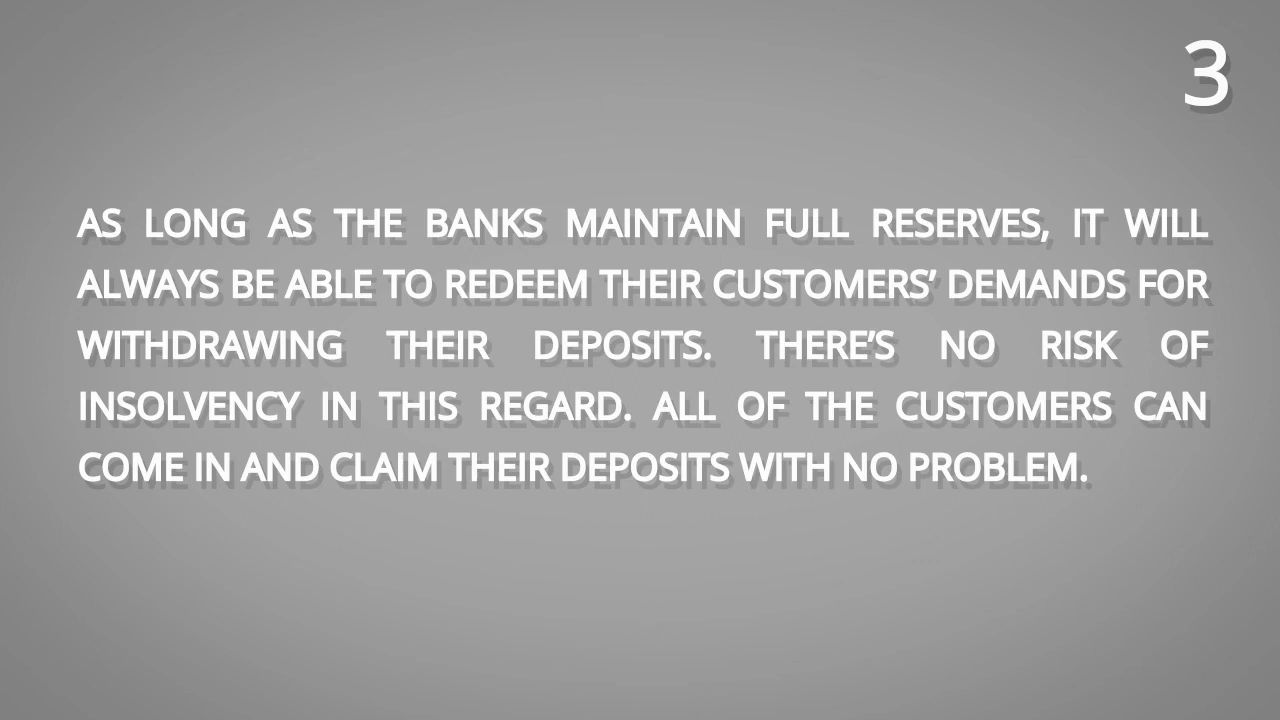 3
AS LONG AS THE BANKS MAINTAIN FULL RESERVES, IT WILL
ALWAYS BE ABLE TO REDEEM THEIR CUSTOMERS’ DEMANDS FOR
WITHDRAWING THEIR DEPOSITS. THERE’S NO RISK OF
INSOLVENCY IN THIS REGARD. ALL OF THE CUSTOMERS CAN
COME IN AND CLAIM THEIR DEPOSITS WITH NO PROBLEM.